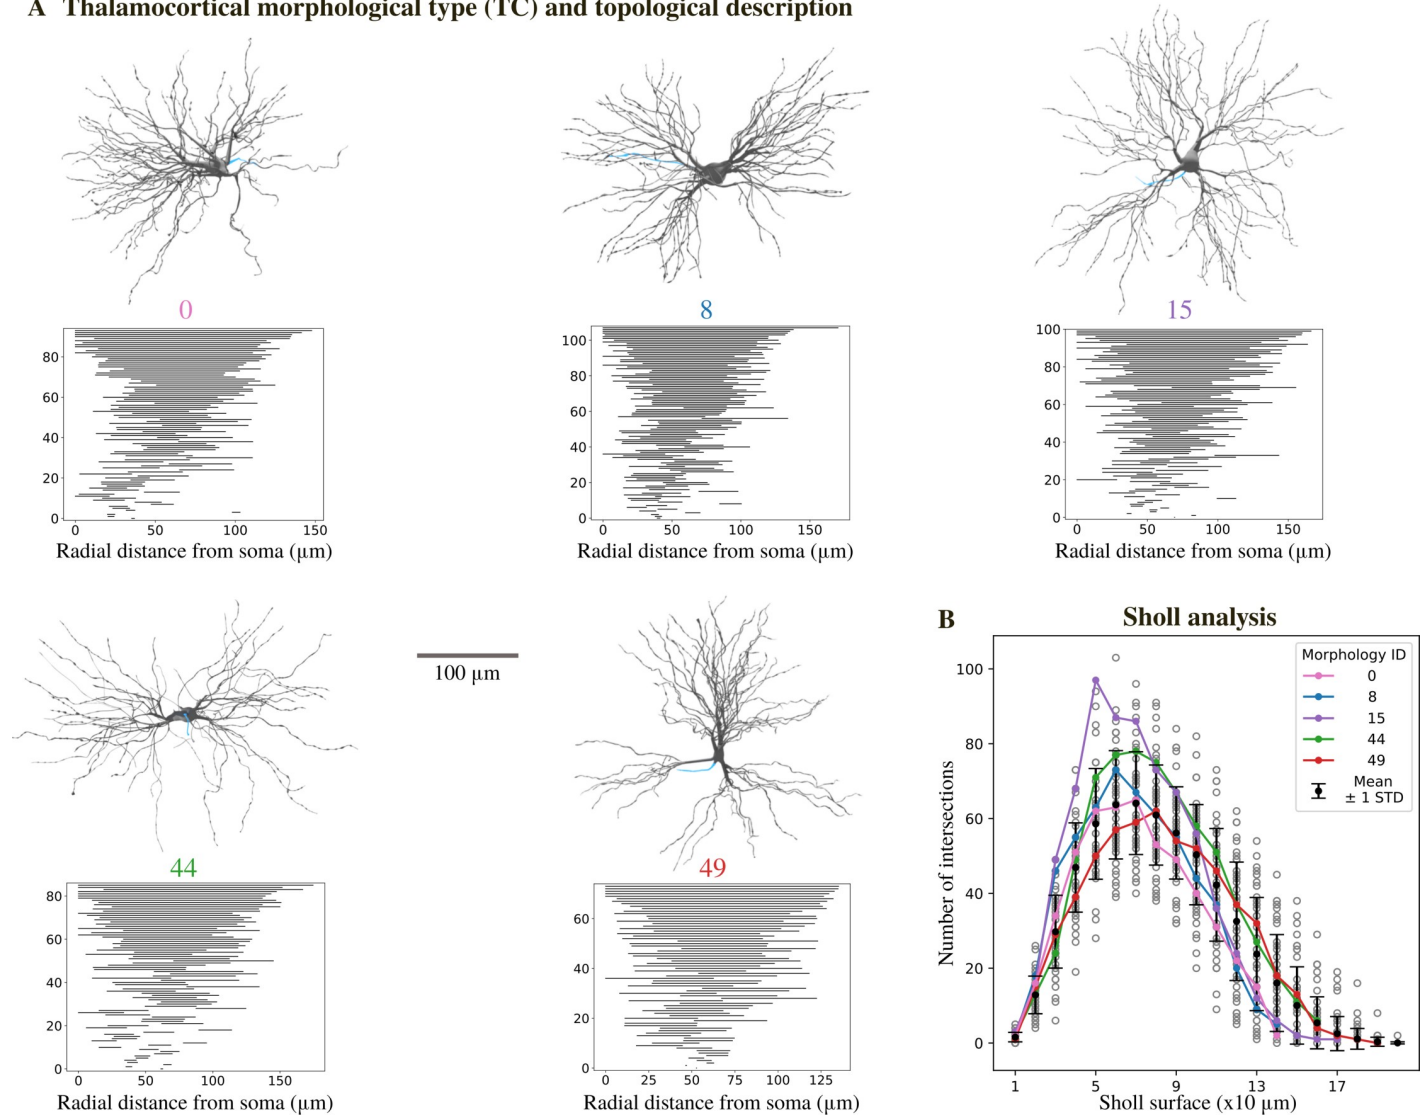 A Thalamocortical morphological type (TC) and topological description
0
8
15
80
60
40
20
0
0 50 100 150
Radial distance from soma (μm)
100
80
60
40
20
0
0 50 100 150
Radial distance from soma (μm)
100
80
60
40
20
0
0 50 100 150
Radial distance from soma (μm)
100 μm
44
49
80
60
40
20
0
0 50 100 150
Radial distance from soma (μm)
60
40
20
0
0 25 50 75 100 125
Radial distance from soma (μm)
B Sholl analysis
Morphology ID
0
8
15
44
49
Mean
± 1 STD
Number of intersections
100
80
60
40
20
0
1 5 9 13 17
Sholl surface (x10 μm)